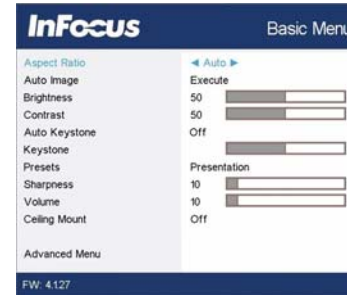 InFocus Basic Menu
Aspect Ratio ◄ Auto ►
Auto Image Execute
Brightness 50
Contrast 50
Auto Keystone Off
Keystone
Presets Presentation
Sharpness 10
Volume 10
Ceiling Mount Off
Advanced Menu
FW: 4.127